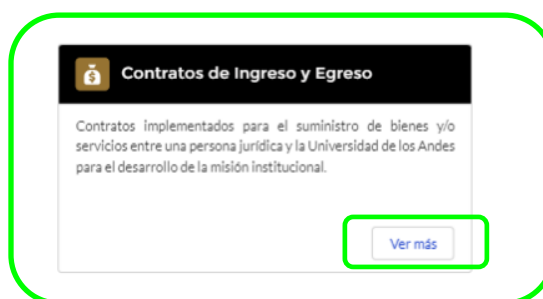 Contratos de Ingreso y Egreso
Contratos implementados para el suministro de bienes y/o
servicios entre una persona jurídica y la Universidad de los Andes
para el desarrollo de la misión institucional.
Ver más